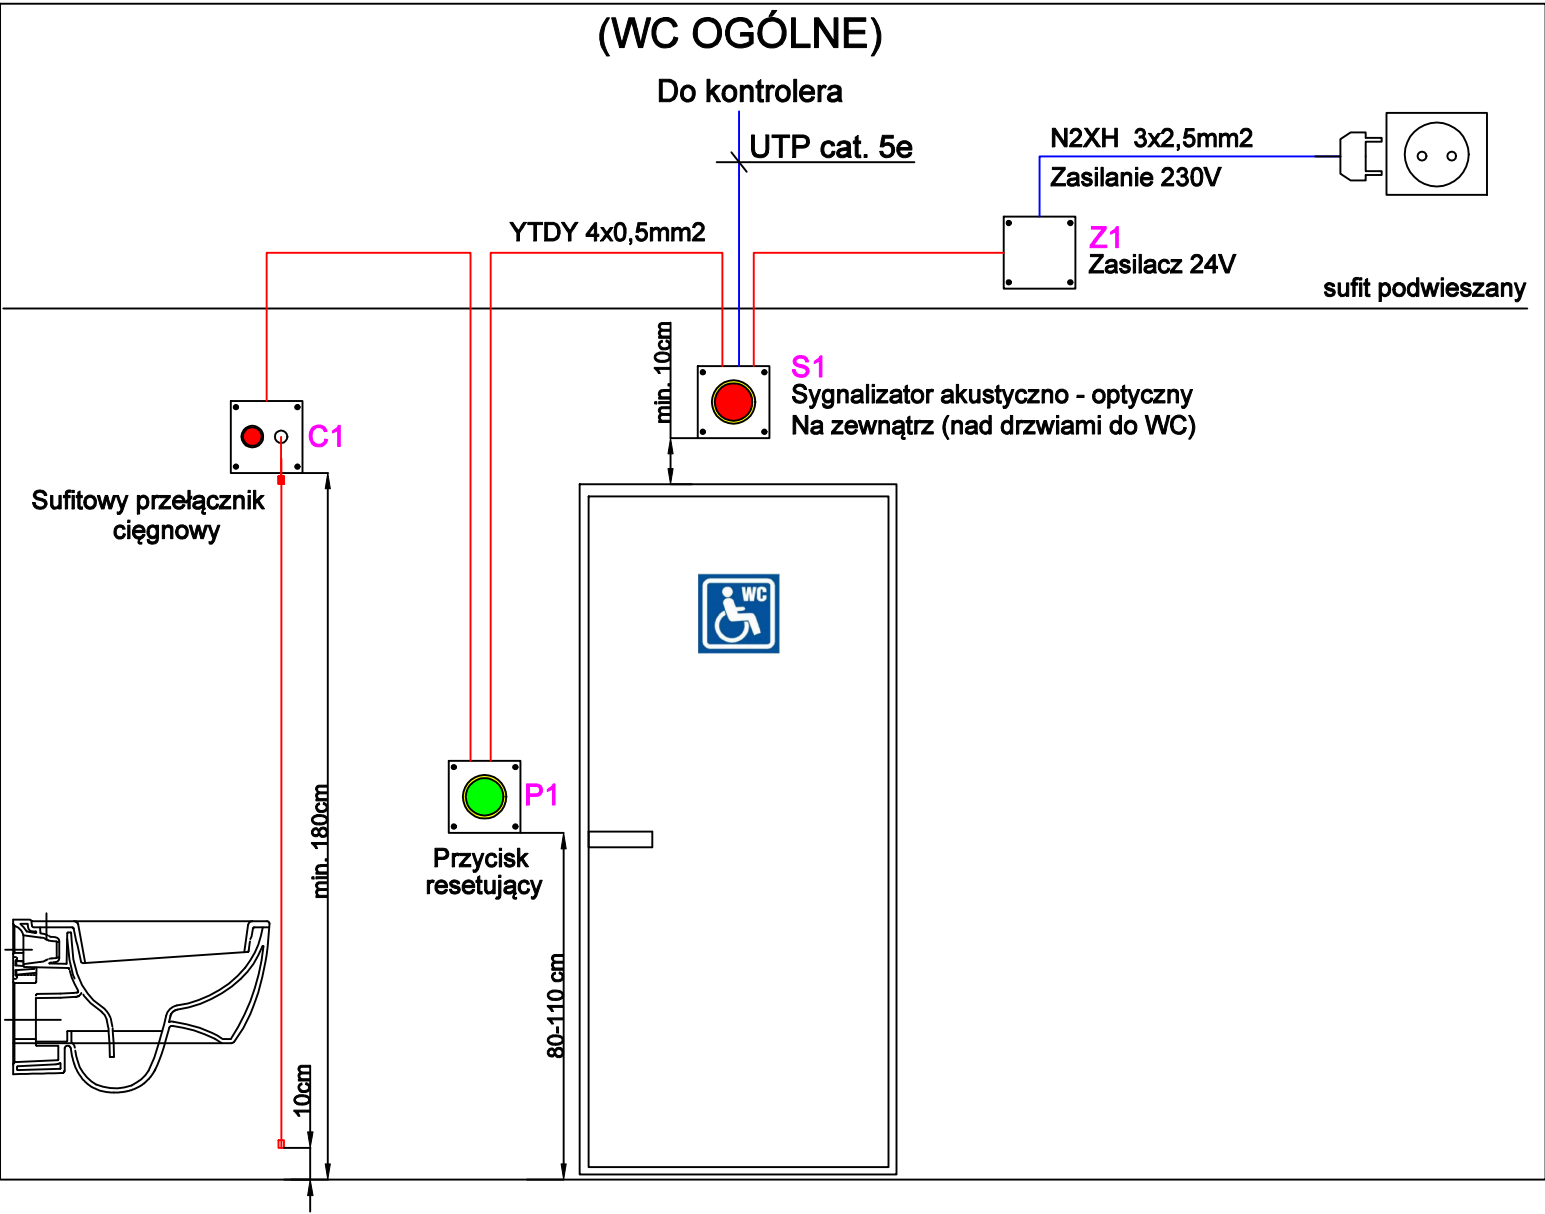 (WC OGÓLNE)
Do kontrolera
UTP cat. 5e
N2XH 3x2,5mm2
Zasilanie 230V
YTDY 4x0,5mm2
Z1
Zasilacz 24V
sufit podwieszany
min. 10cm
S1
Sygnalizator akustyczno - optyczny
Na zewnątrz (nad drzwiami do WC)
C1
Sufitowy przełącznik
cięgnowy
WC
min. 180cm
P1
Przycisk
resetujący
80-110 cm
10cm